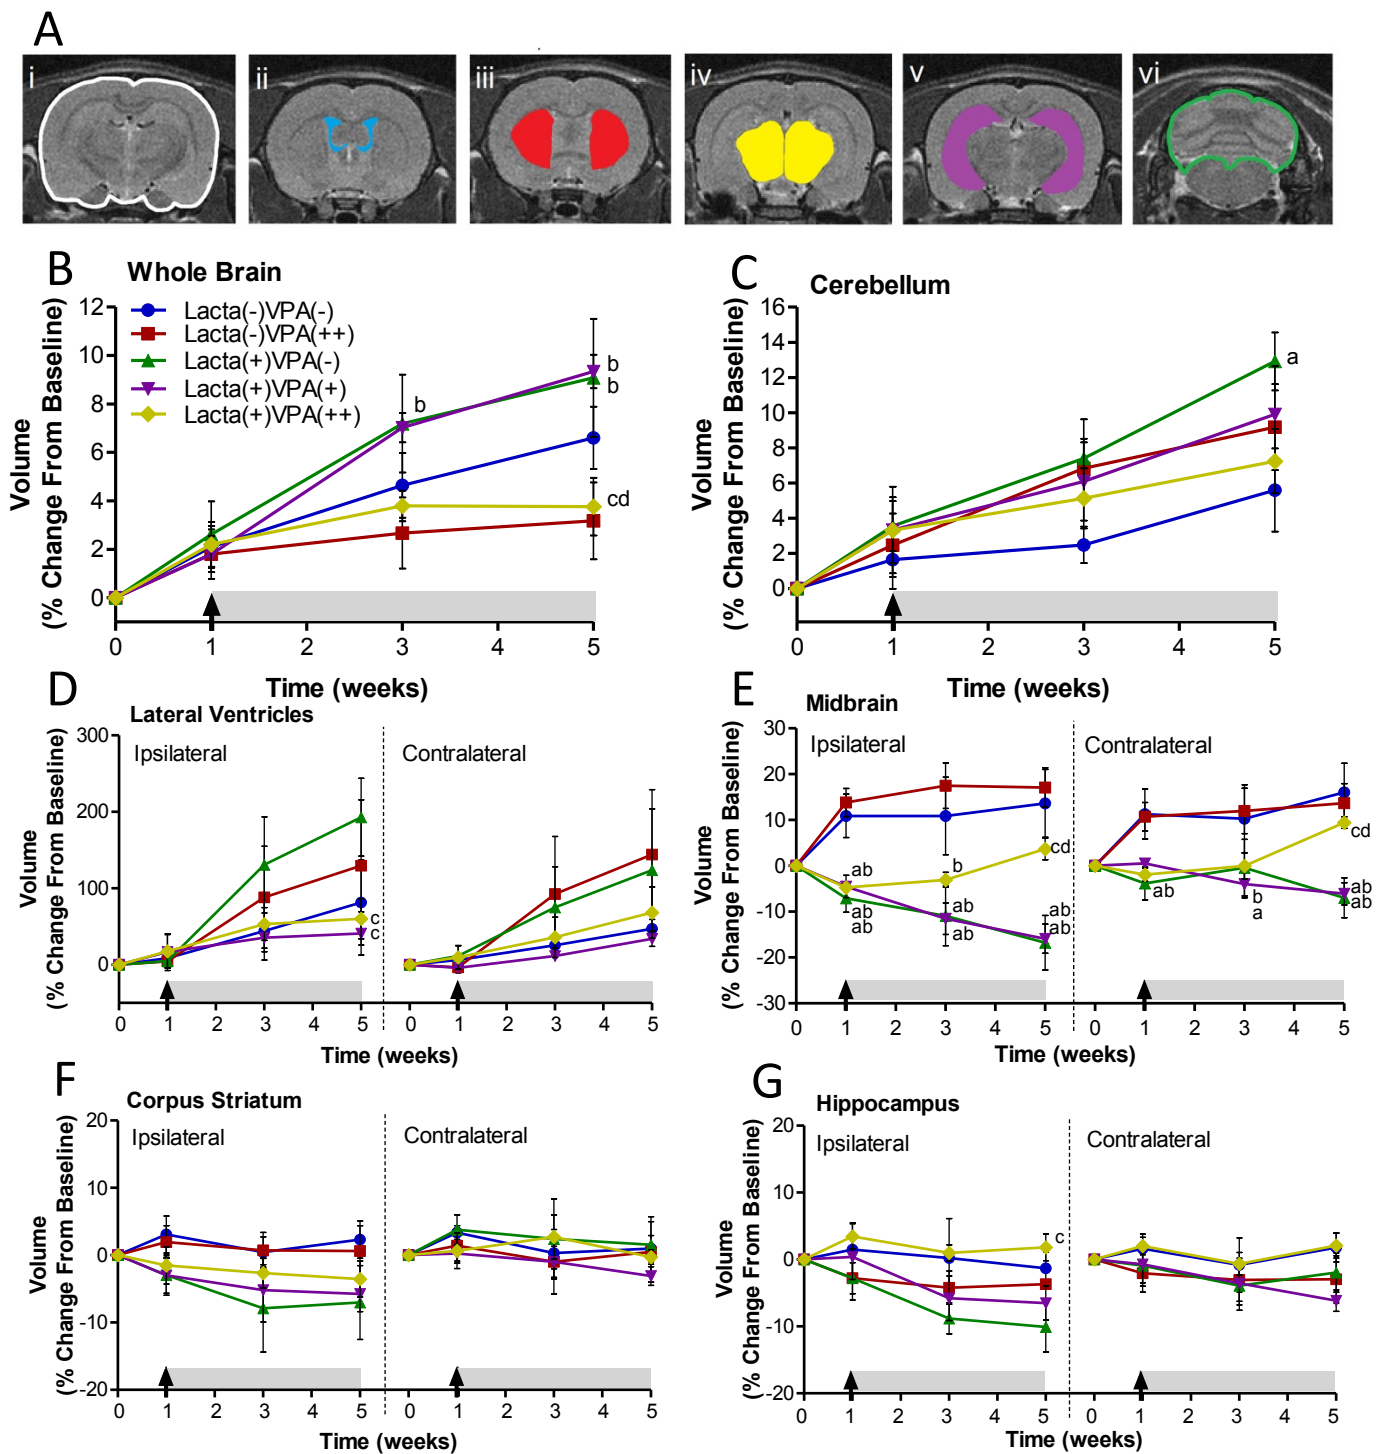 A
i
ii
iii
iv
v
vi
B
Whole Brain
Volume
(% Change From Baseline)
12
10
8
6
4
2
0
Lacta(-)VPA(-)
Lacta(-)VPA(++)
Lacta(+)VPA(-)
Lacta(+)VPA(+)
Lacta(+)VPA(++)
b
b
b
cd
0 1 2 3 4 5
Time (weeks)
C
Cerebellum
Volume
(% Change From Baseline)
16
14
12
10
8
6
4
2
0
a
0 1 2 3 4 5
Time (weeks)
D
Lateral Ventricles
Volume
(% Change From Baseline)
300
200
100
0
Ipsilateral
Contralateral
c
c
0 1 2 3 4 5 0 1 2 3 4 5
Time (weeks)
E
Midbrain
Volume
(% Change From Baseline)
30
20
10
0
-10
-20
-30
Ipsilateral
Contralateral
ab
ab
ab
b
ab
ab
cd
ab
ab
ab
b
a
cd
ab
ab
0 1 2 3 4 5 0 1 2 3 4 5
Time (weeks)
F
Corpus Striatum
Volume
(% Change From Baseline)
20
10
0
-10
-20
Ipsilateral
Contralateral
0 1 2 3 4 5 0 1 2 3 4 5
Time (weeks)
G
Hippocampus
Volume
(% Change From Baseline)
20
10
0
-10
-20
Ipsilateral
Contralateral
c
0 1 2 3 4 5 0 1 2 3 4 5
Time (weeks)